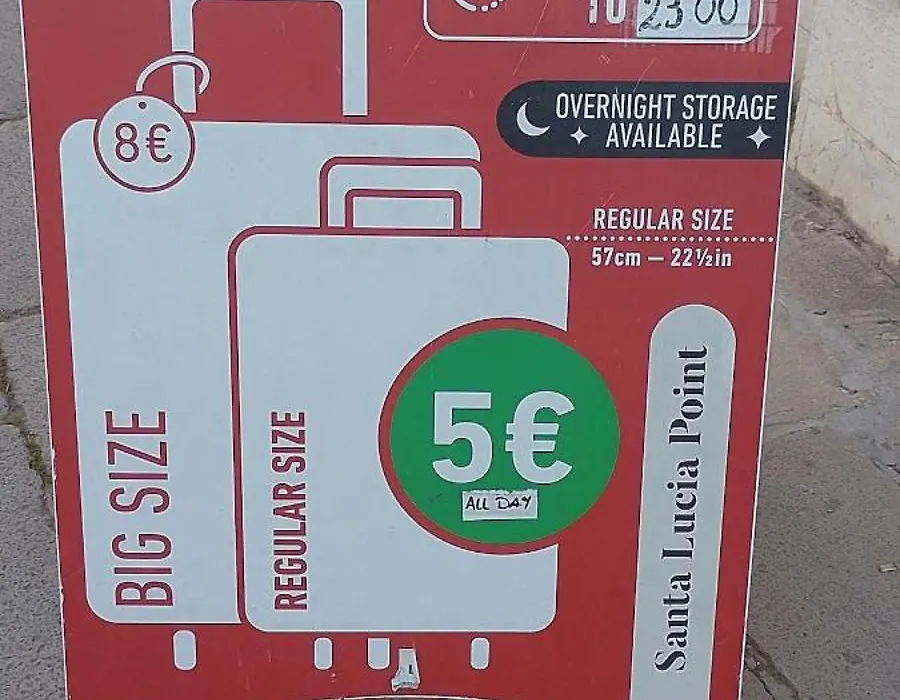 TO 23 00
8€
OVERNIGHT STORAGE
AVAILABLE
REGULAR SIZE
57cm — 22½in
BIG SIZE
REGULAR SIZE
5€
ALL DAY
Santa Lucia Point